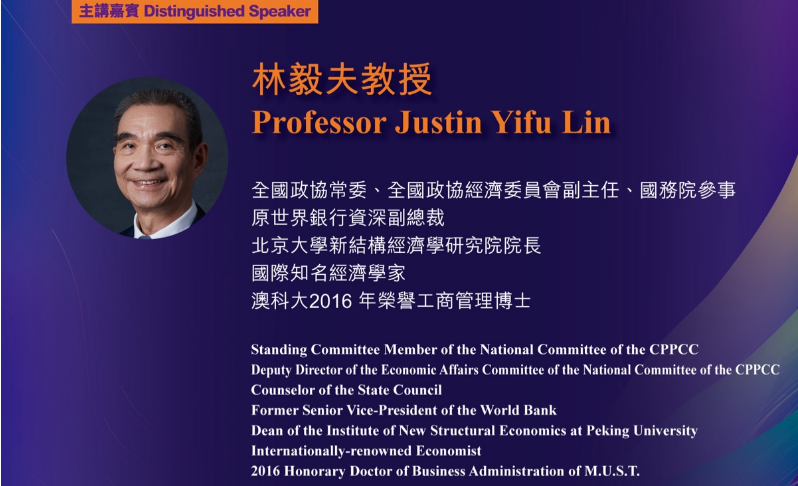 主講嘉賓 Distinguished Speaker
林毅夫教授
Professor Justin Yifu Lin
全國政協常委、全國政協經濟委員會副主任、國務院參事
原世界銀行資深副總裁
北京大學新結構經濟學研究院院長
國際知名經濟學家
澳科大2016 年榮譽工商管理博士
Standing Committee Member of the National Committee of the CPPCC
Deputy Director of the Economic Affairs Committee of the National Committee of the CPPCC
Counselor of the State Council
Former Senior Vice-President of the World Bank
Dean of the Institute of New Structural Economics at Peking University
Internationally-renowned Economist
2016 Honorary Doctor of Business Administration of M.U.S.T.